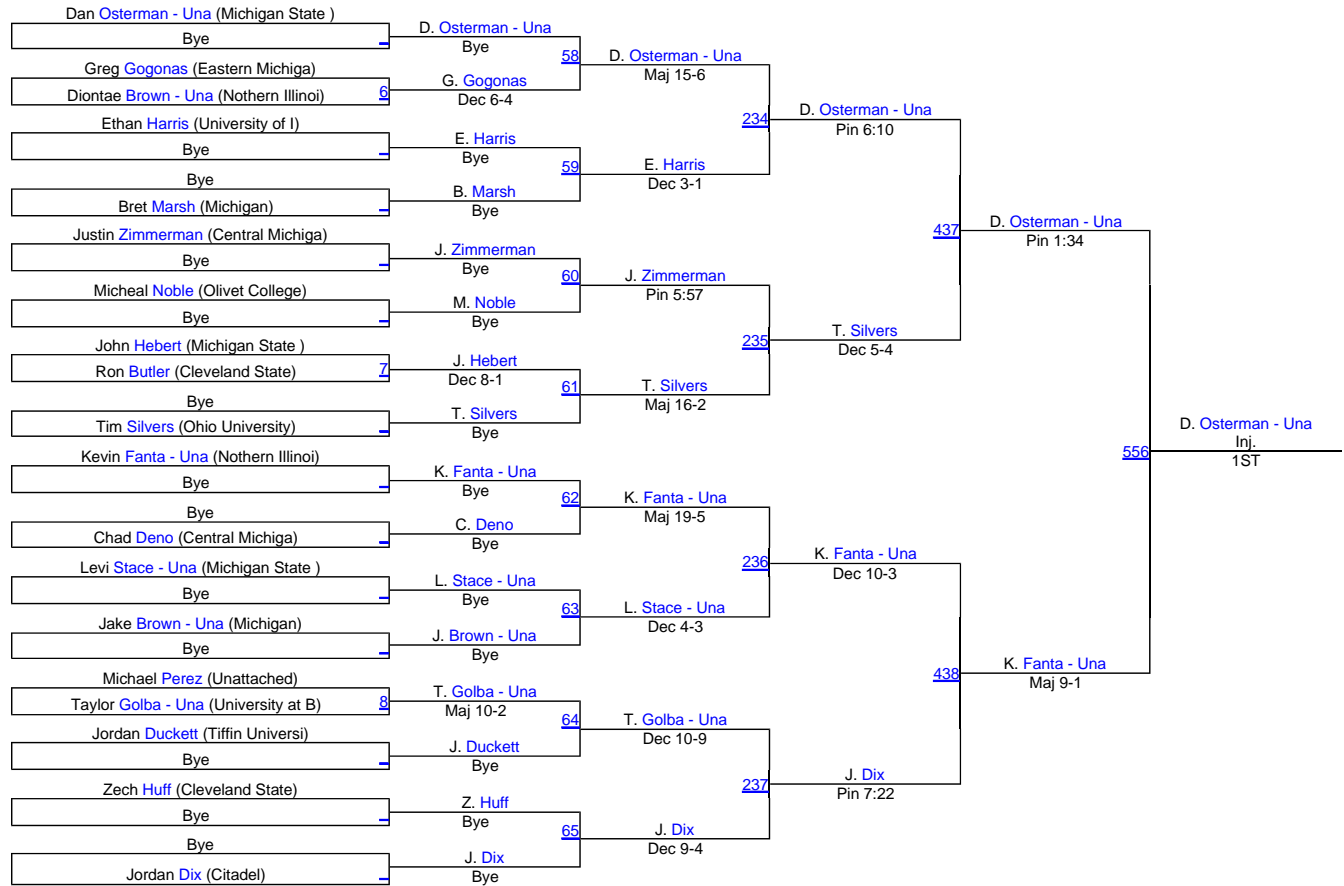 Dan Osterman - Una (Michigan State )
Bye
Greg Gogonas (Eastern Michiga)
Diontae Brown - Una (Nothern Illinoi)
6
Ethan Harris (University of I)
Bye
Bye
Bret Marsh (Michigan)
Justin Zimmerman (Central Michiga)
Bye
Micheal Noble (Olivet College)
Bye
John Hebert (Michigan State )
Ron Butler (Cleveland State)
7
Bye
Tim Silvers (Ohio University)
Kevin Fanta - Una (Nothern Illinoi)
Bye
Bye
Chad Deno (Central Michiga)
Levi Stace - Una (Michigan State )
Bye
Jake Brown - Una (Michigan)
Bye
Michael Perez (Unattached)
Taylor Golba - Una (University at B)
8
Jordan Duckett (Tiffin Universi)
Bye
Zech Huff (Cleveland State)
Bye
Bye
Jordan Dix (Citadel)
D. Osterman - Una
Bye
58
G. Gogonas
Dec 6-4
E. Harris
Bye
59
B. Marsh
Bye
J. Zimmerman
Bye
60
M. Noble
Bye
J. Hebert
Dec 8-1
61
T. Silvers
Bye
K. Fanta - Una
Bye
62
C. Deno
Bye
L. Stace - Una
Bye
63
J. Brown - Una
Bye
T. Golba - Una
Maj 10-2
64
J. Duckett
Bye
Z. Huff
Bye
65
J. Dix
Bye
D. Osterman - Una
Maj 15-6
234
E. Harris
Dec 3-1
J. Zimmerman
Pin 5:57
235
T. Silvers
Maj 16-2
K. Fanta - Una
Maj 19-5
236
L. Stace - Una
Dec 4-3
T. Golba - Una
Dec 10-9
237
J. Dix
Dec 9-4
D. Osterman - Una
Pin 6:10
437
T. Silvers
Dec 5-4
K. Fanta - Una
Dec 10-3
438
J. Dix
Pin 7:22
D. Osterman - Una
Pin 1:34
556
K. Fanta - Una
Maj 9-1
D. Osterman - Una
Inj.
1ST